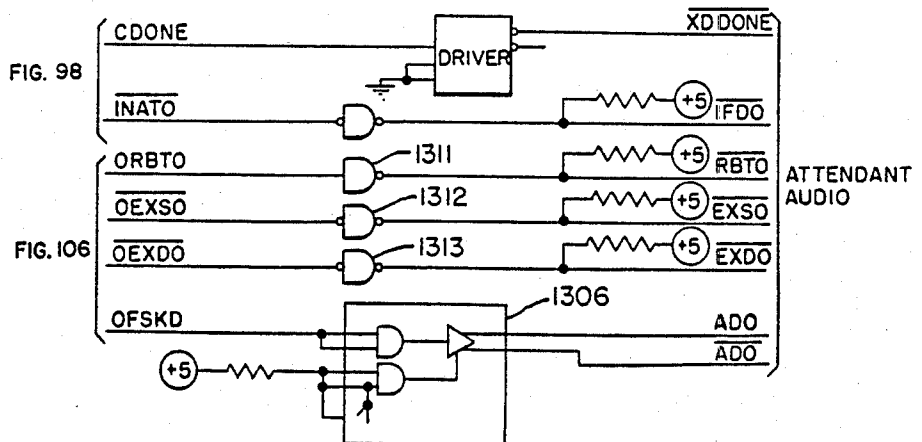 CDONE
DRIVER
XDDONE
FIG. 98
INATO
+5
IFDO
ORBTO
1311
+5
RBTO
ATTENDANT
AUDIO
OEXSO
1312
+5
EXSO
FIG. 106
OEXDO
1313
+5
EXDO
1306
OFSKD
ADO
ADO
+5